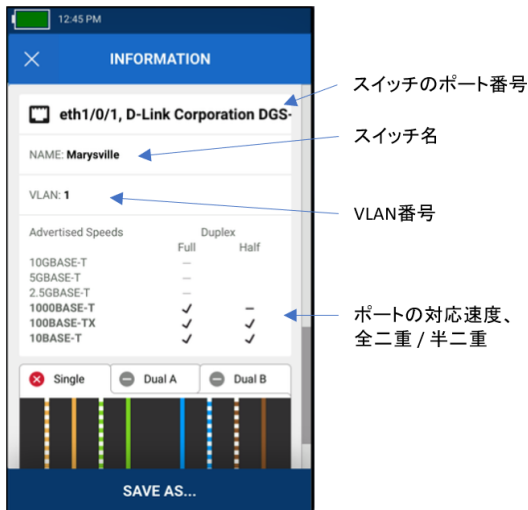 12:45 PM
INFORMATION
eth1/0/1, D-Link Corporation DGS-
NAME: Marysville
VLAN: 1
Advertised Speeds Duplex
Full Half
10GBASE-T
5GBASE-T
2.5GBASE-T
1000BASE-T
100BASE-TX
10BASE-T
Single Dual A Dual B
SAVE AS...
スイッチのポート番号
スイッチ名
VLAN番号
ポートの対応速度、
全二重 / 半二重